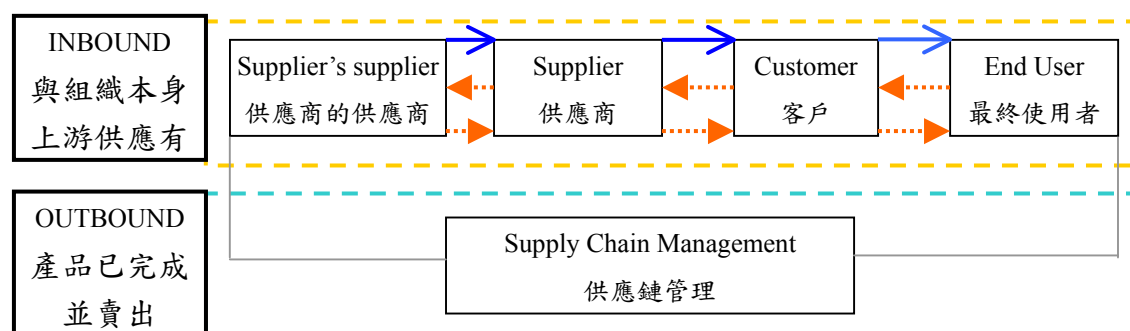 INBOUND
與組織本身
上游供應有
Supplier’s supplier
供應商的供應商
Supplier
供應商
Customer
客戶
End User
最終使用者
OUTBOUND
產品已完成
並賣出
Supply Chain Management
供應鏈管理